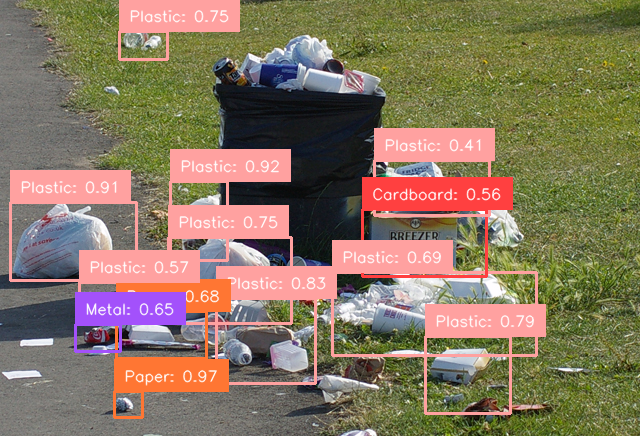 Plastic: 0.75
Plastic: 0.41
Plastic: 0.92
Plastic: 0.91
Cardboard: 0.56
Plastic: 0.75
BREEZER
Plastic: 0.69
Plastic: 0.57
Plastic: 0.83
0.68
Metal: 0.65
Plastic: 0.79
Paper: 0.97